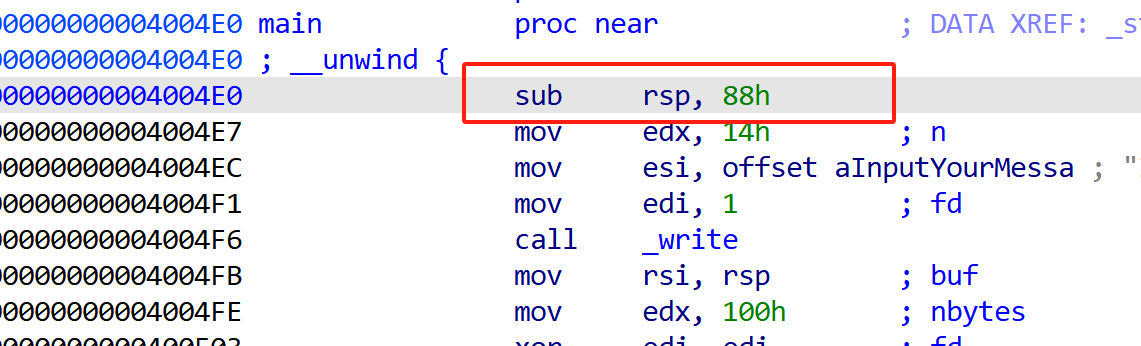 00000000004004E0 main proc near ; DATA XREF: _s
00000000004004E0 ; __unwind {
00000000004004E0 sub rsp, 88h
00000000004004E7 mov edx, 14h ; n
00000000004004EC mov esi, offset aInputYourMessa ; "
00000000004004F1 mov edi, 1 ; fd
00000000004004F6 call _write
00000000004004FB mov rsi, rsp ; buf
00000000004004FE mov edx, 100h ; nbytes